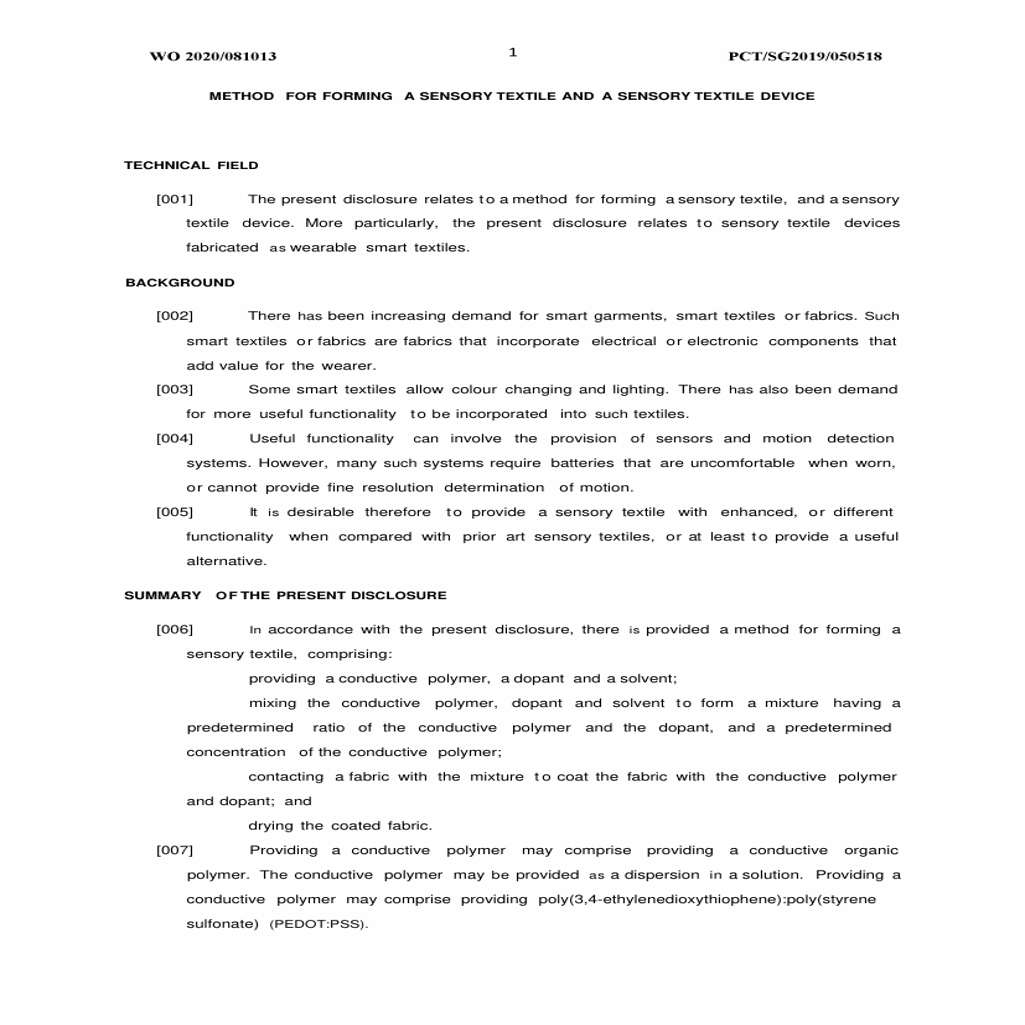 WO 2020/081013
1
PCT/SG2019/050518
METHOD FOR FORMING A SENSORY TEXTILE AND A SENSORY TEXTILE DEVICE
TECHNICAL FIELD
[001] The present disclosure relates to a method for forming a sensory textile, and a sensory
textile device. More particularly, the present disclosure relates to sensory textile devices
fabricated as wearable smart textiles.
BACKGROUND
[002] There has been increasing demand for smart garments, smart textiles or fabrics. Such
smart textiles or fabrics are fabrics that incorporate electrical or electronic components that
add value for the wearer.
[003] Some smart textiles allow colour changing and lighting. There has also been demand
for more useful functionality to be incorporated into such textiles.
[004] Useful functionality can involve the provision of sensors and motion detection
systems. However, many such systems require batteries that are uncomfortable when worn,
or cannot provide fine resolution determination of motion.
[005] It is desirable therefore to provide a sensory textile with enhanced, or different
functionality when compared with prior art sensory textiles, or at least to provide a useful
alternative.
SUMMARY OF THE PRESENT DISCLOSURE
[006] In accordance with the present disclosure, there is provided a method for forming a
sensory textile, comprising:
providing a conductive polymer, a dopant and a solvent;
mixing the conductive polymer, dopant and solvent to form a mixture having a
predetermined ratio of the conductive polymer and the dopant, and a predetermined
concentration of the conductive polymer;
contacting a fabric with the mixture to coat the fabric with the conductive polymer
and dopant; and
drying the coated fabric.
[007] Providing a conductive polymer may comprise providing a conductive organic
polymer. The conductive polymer may be provided as a dispersion in a solution. Providing a
conductive polymer may comprise providing poly(3,4-ethylenedioxythiophene):poly(styrene
sulfonate) (PEDOT:PSS).